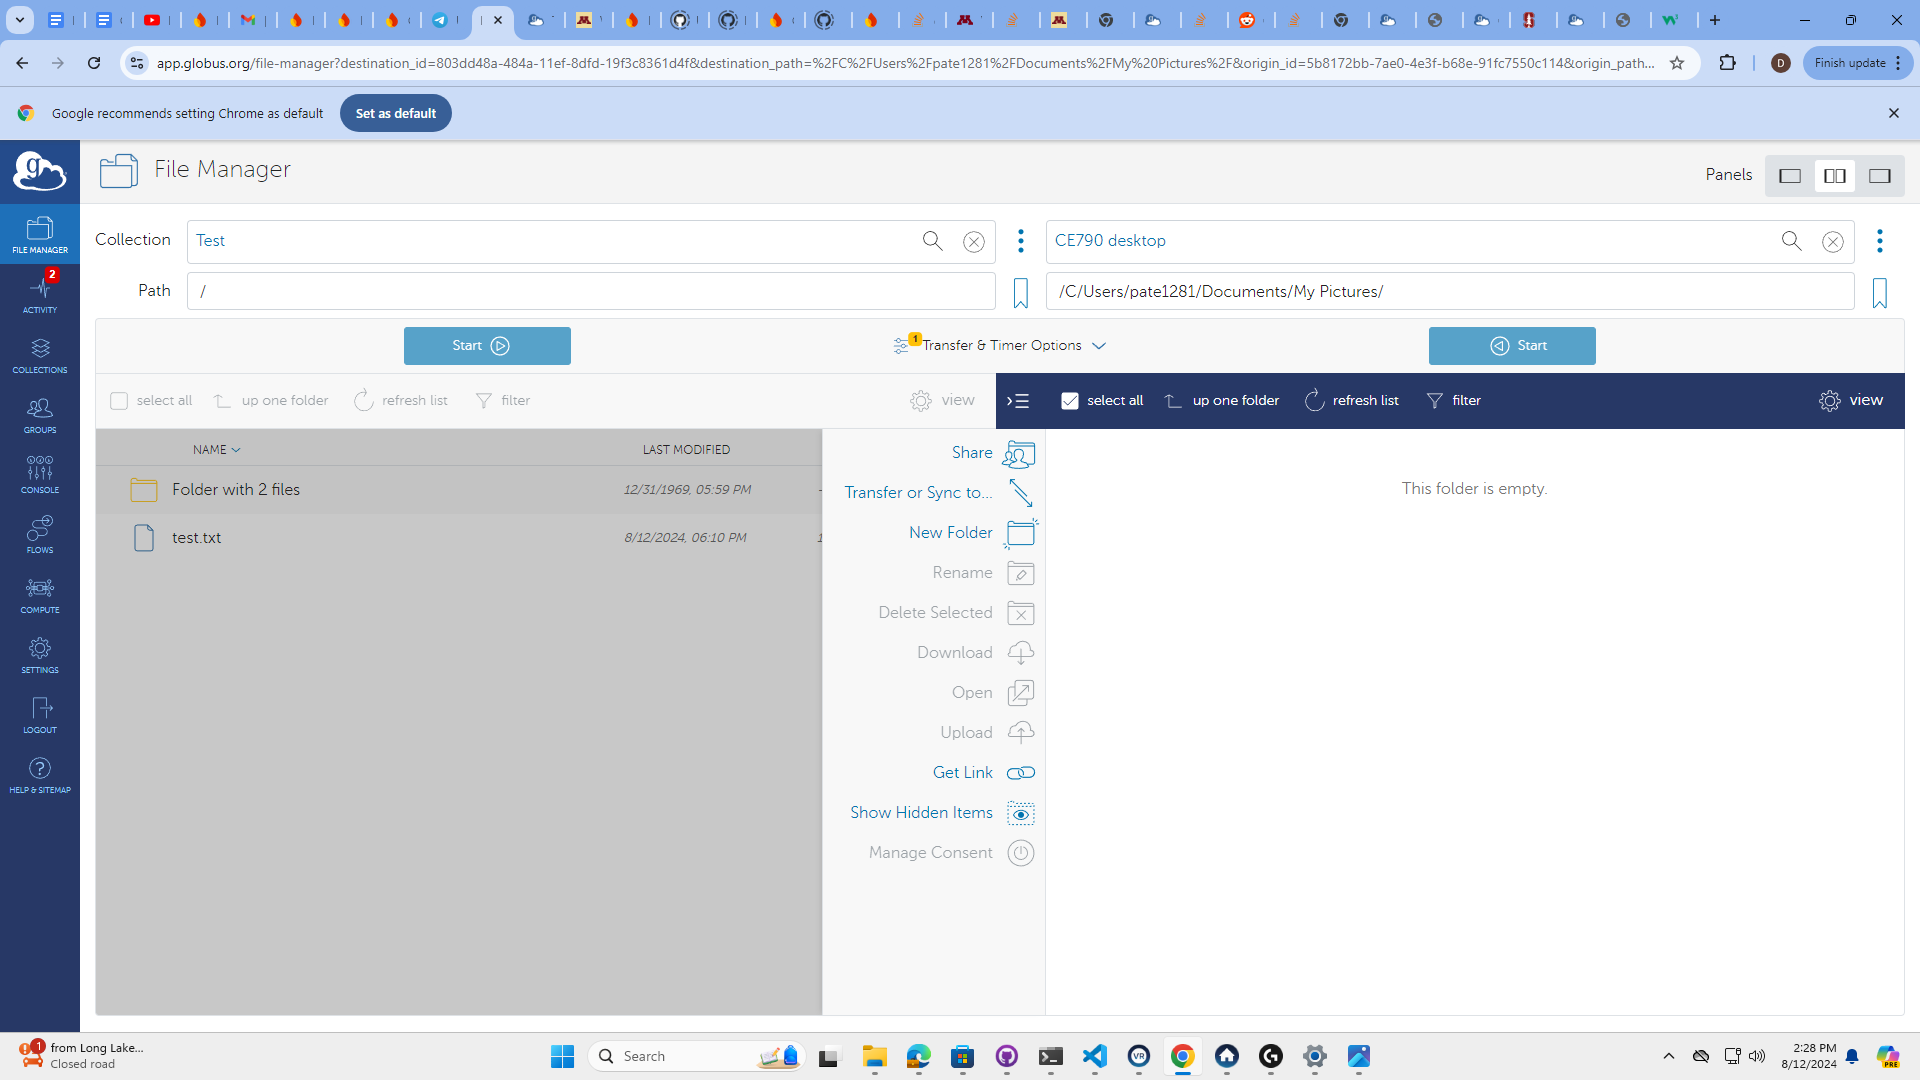 app.globus.org/file-manager?destination_id=803dd48a-484a-11ef-8dfd-19f3c8361d4f&destination_path=%2FC%2FUsers%2Fpate1281%2FDocuments%2FMy%20Pictures%2F&origin_id=5b8172bb-7ae0-4e3f-b68e-91fc7550c114&origin_path...
D
Finish update
Google recommends setting Chrome as default
Set as default
g
File Manager
Panels
FILE MANAGER
2
ACTIVITY
COLLECTIONS
GROUPS
CONSOLE
FLOWS
COMPUTE
SETTINGS
LOGOUT
HELP & SITEMAP
Collection
Test
CE790 desktop
Path
/
/C/Users/pate1281/Documents/My Pictures/
Start
1
Transfer & Timer Options
Start
select all
up one folder
refresh list
filter
view
select all
up one folder
refresh list
filter
view
NAME
LAST MODIFIED
Folder with 2 files
12/31/1969, 05:59 PM
test.txt
8/12/2024, 06:10 PM
Share
Transfer or Sync to...
New Folder
Rename
Delete Selected
Download
Open
Upload
Get Link
Show Hidden Items
Manage Consent
This folder is empty.
1
from Long Lake...
Closed road
Search
2:28 PM
8/12/2024
PRE